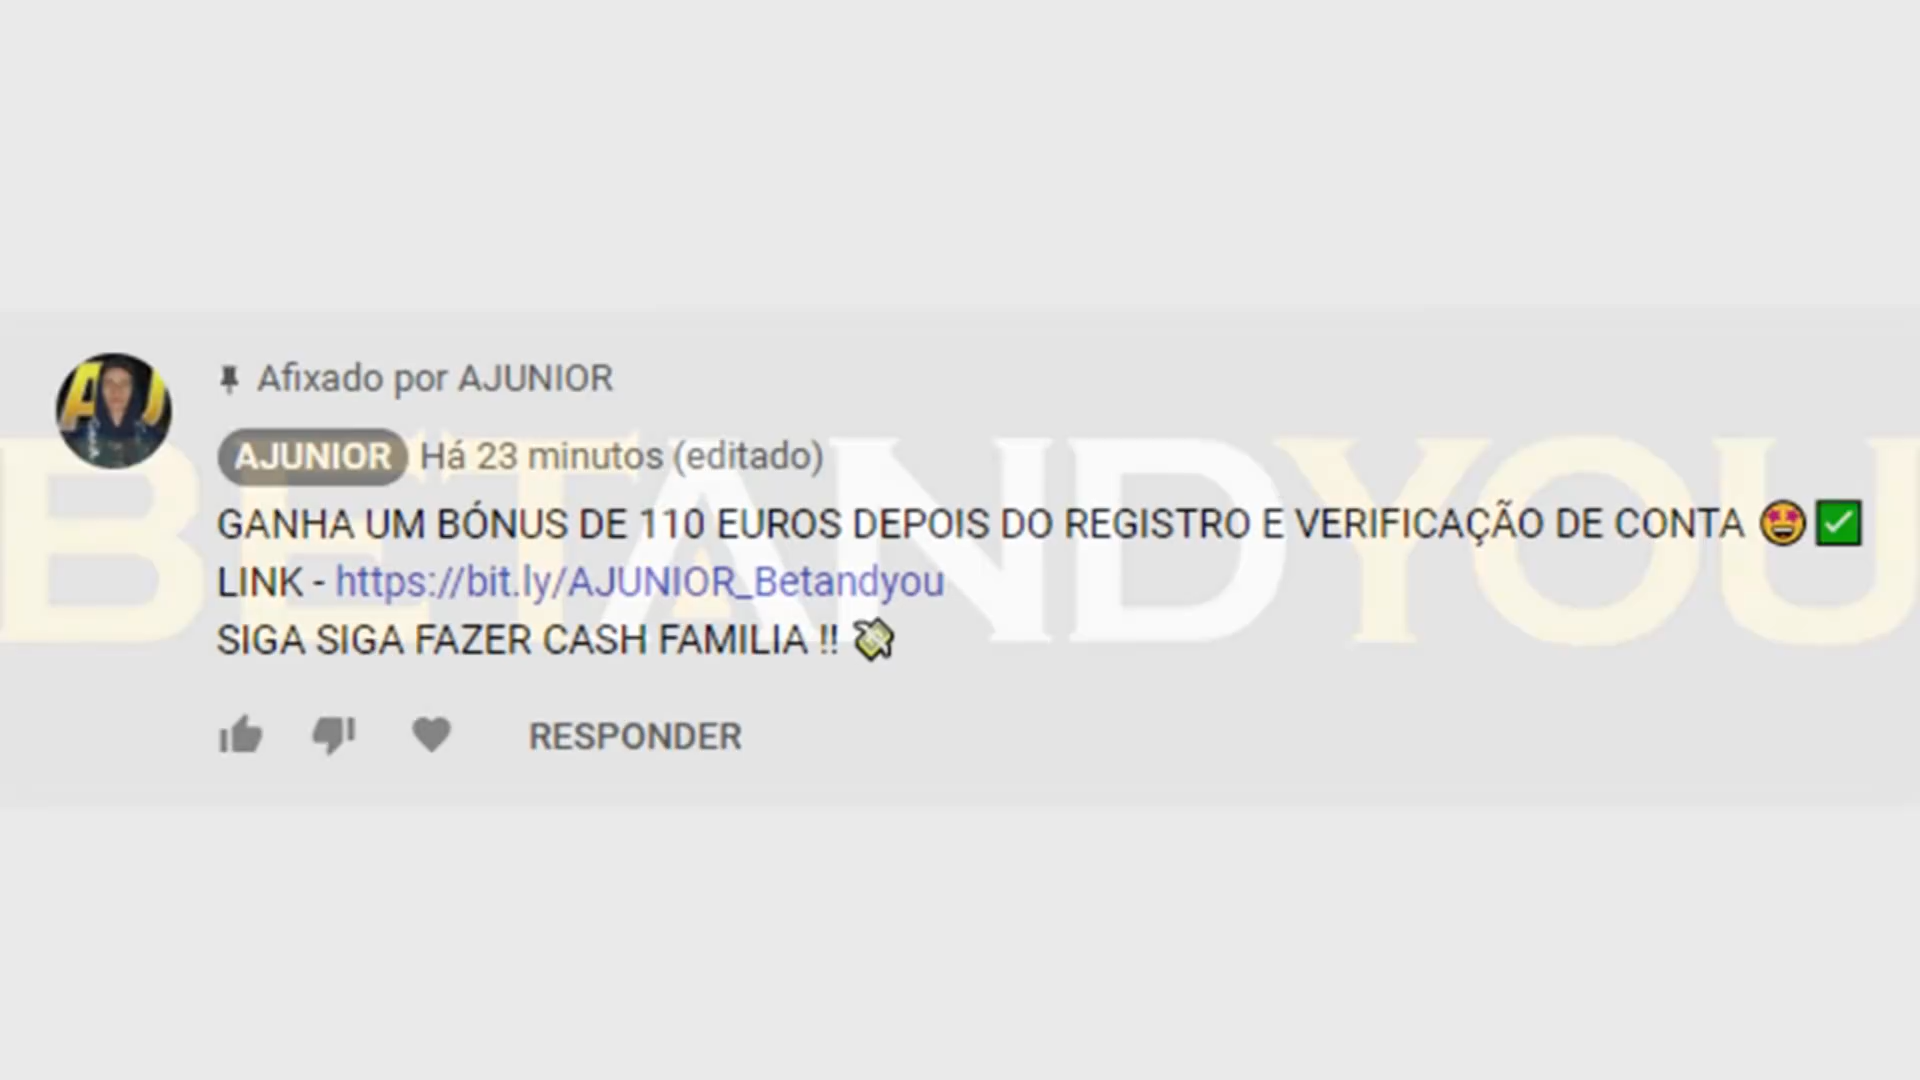 Afixado por AJUNIOR
AJUNIOR Há 23 minutos (editado)
GANHA UM BÓNUS DE 110 EUROS DEPOIS DO REGISTRO E VERIFICAÇÃO DE CONTA 🤩✅
LINK - https://bit.ly/AJUNIOR_Betandyou
SIGA SIGA FAZER CASH FAMILIA !! 💸
RESPONDER
BETANDYOU